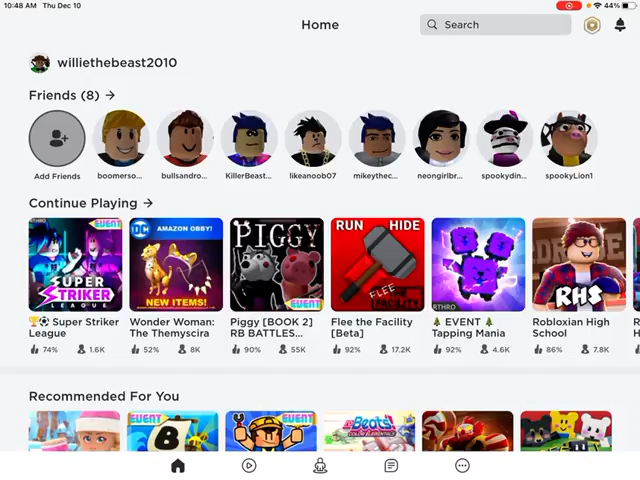 10:48 AM Thu Dec 10
44%
Home
Search
williethebeast2010
Friends (8) →
Add Friends
boomerso...
bullsandro...
KillerBeast...
likeanoob07
mikeythec...
neongirlbr...
spookydin...
spookyLion1
Continue Playing →
EVENT
SUPER STRIKER
LEAGUE
DC AMAZON OBBY!
NEW ITEMS!
PIGGY
EVENT
RUN HIDE
FLEE
FACILITY
RHS
🏆⚽ Super Striker League
Wonder Woman: The Themyscira
Piggy [BOOK 2] RB BATTLES...
Flee the Facility [Beta]
🎄 EVENT 🎄 Tapping Mania
Robloxian High School
74% 1.6K
52% 8K
90% 55K
92% 17.2K
92% 4.6K
86% 7.8K
Recommended For You
EVENT
B
EVENT
Beats!